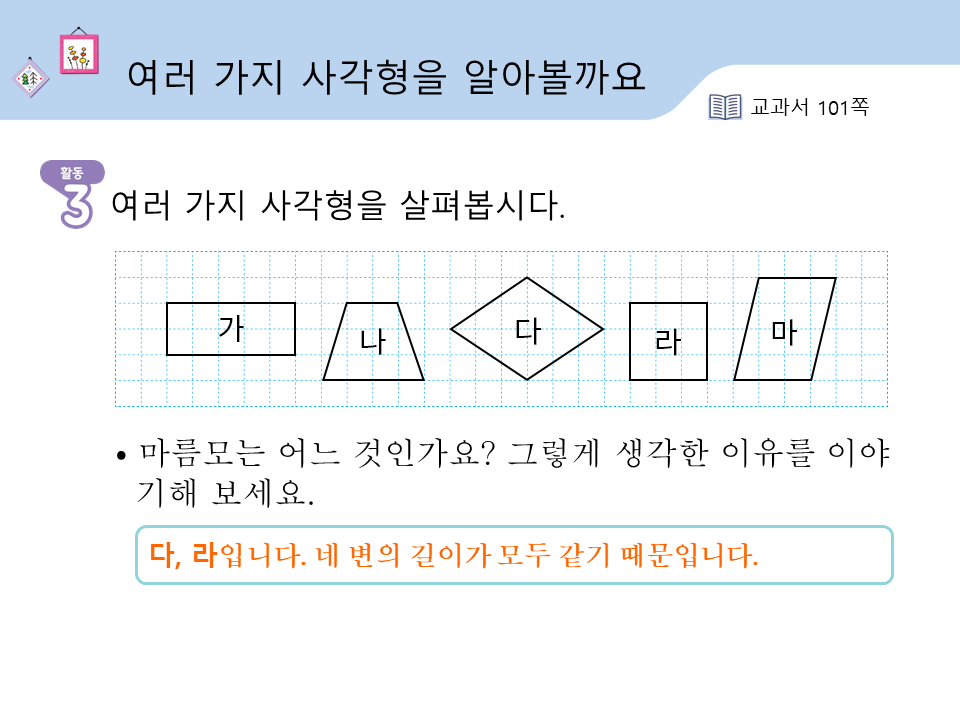 여러 가지 사각형을 알아볼까요
교과서 101쪽
활동
3
여러 가지 사각형을 살펴봅시다.
가
나
다
라
마
• 마름모는 어느 것인가요? 그렇게 생각한 이유를 이야
기해 보세요.
다, 라입니다. 네 변의 길이가 모두 같기 때문입니다.